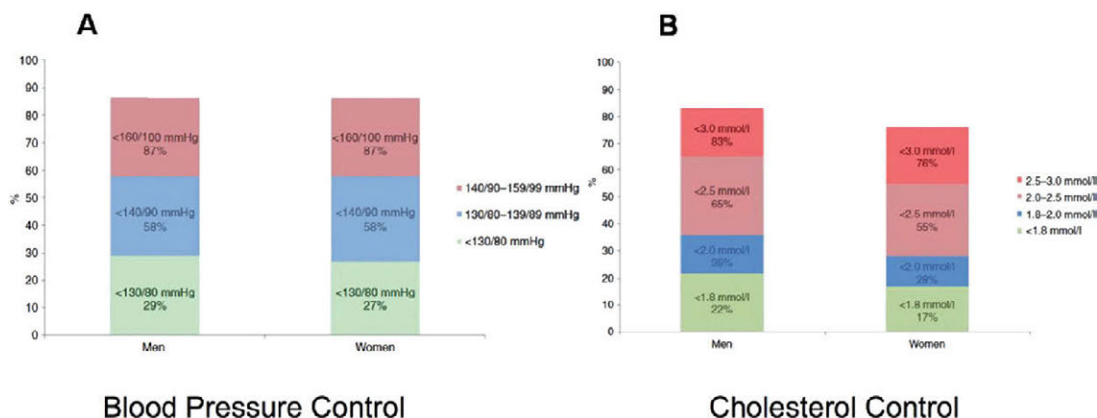 A
100
90
80
70
60
50
40
30
20
10
0
%
<160/100 mmHg
87%
<140/90 mmHg
58%
<130/80 mmHg
29%
Men
<160/100 mmHg
87%
<140/90 mmHg
58%
<130/80 mmHg
27%
Women
140/90–159/99 mmHg
130/80–139/89 mmHg
<130/80 mmHg
Blood Pressure Control
B
100
90
80
70
60
50
40
30
20
10
0
%
<3.0 mmol/l
83%
<2.5 mmol/l
65%
<2.0 mmol/l
36%
<1.8 mmol/l
22%
Men
<3.0 mmol/l
76%
<2.5 mmol/l
55%
<2.0 mmol/l
28%
<1.8 mmol/l
17%
Women
2.5–3.0 mmol/l
2.0–2.5 mmol/l
1.8–2.0 mmol/l
<1.8 mmol/l
Cholesterol Control